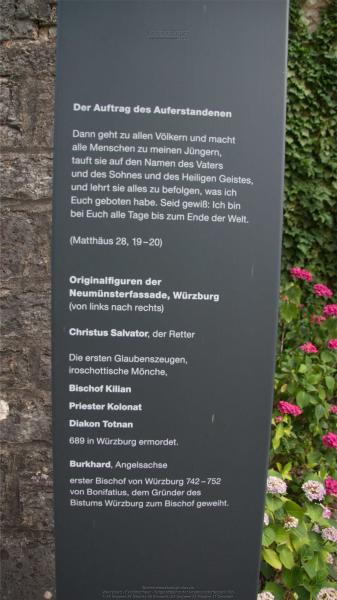 Der Auftrag des Auferstandenen
Dann geht zu allen Völkern und macht
alle Menschen zu meinen Jüngern,
tauft sie auf den Namen des Vaters
und des Sohnes und des Heiligen Geistes,
und lehrt sie alles zu befolgen, was ich
Euch geboten habe. Seid gewiß: Ich bin
bei Euch alle Tage bis zum Ende der Welt.
(Matthäus 28, 19–20)
Originalfiguren der
Neumünsterfassade, Würzburg
(von links nach rechts)
Christus Salvator, der Retter
Die ersten Glaubenszeugen,
iroschottische Mönche,
Bischof Kilian
Priester Kolonat
Diakon Totnan
689 in Würzburg ermordet.
Burkhard, Angelsachse
erster Bischof von Würzburg 742–752
von Bonifatius, dem Gründer des
Bistums Würzburg zum Bischof geweiht.